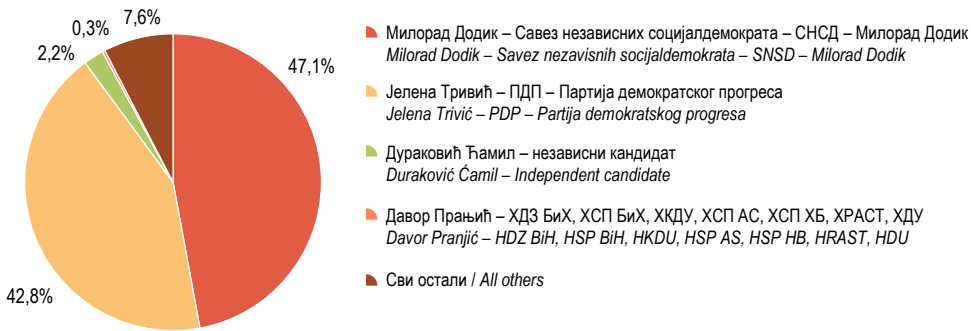 7,6%
0,3%
2,2%
47,1%
42,8%
Милорад Додик – Савез независних социјалдемократа – СНСД – Милорад Додик
Milorad Dodik – Savez nezavisnih socijaldemokrata – SNSD – Milorad Dodik
Јелена Тривић – ПДП – Партија демократског прогреса
Jelena Trivić – PDP – Partija demokratskog progresa
Дураковић Ћамил – независни кандидат
Duraković Ćamil – Independent candidate
Давор Прањић – ХДЗ БиХ, ХСП БиХ, ХКДУ, ХСП АС, ХСП ХБ, ХРАСТ, ХДУ
Davor Pranjić – HDZ BiH, HSP BiH, HKDU, HSP AS, HSP HB, HRAST, HDU
Сви остали / All others